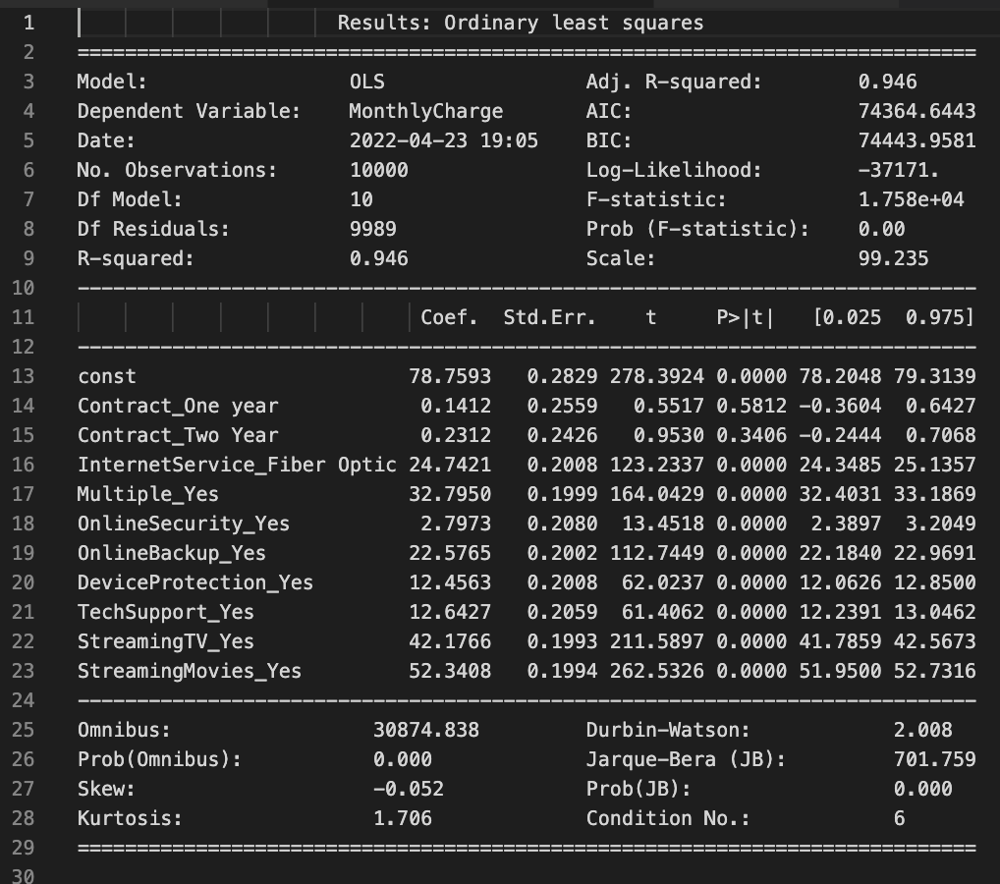 1 Results: Ordinary least squares
2 ============================================================================
3 Model: OLS Adj. R-squared: 0.946
4 Dependent Variable: MonthlyCharge AIC: 74364.6443
5 Date: 2022-04-23 19:05 BIC: 74443.9581
6 No. Observations: 10000 Log-Likelihood: -37171.
7 Df Model: 10 F-statistic: 1.758e+04
8 Df Residuals: 9989 Prob (F-statistic): 0.00
9 R-squared: 0.946 Scale: 99.235
10 ----------------------------------------------------------------------------
11 Coef. Std.Err. t P>|t| [0.025 0.975]
12 ----------------------------------------------------------------------------
13 const 78.7593 0.2829 278.3924 0.0000 78.2048 79.3139
14 Contract_One year 0.1412 0.2559 0.5517 0.5812 -0.3604 0.6427
15 Contract_Two Year 0.2312 0.2426 0.9530 0.3406 -0.2444 0.7068
16 InternetService_Fiber Optic 24.7421 0.2008 123.2337 0.0000 24.3485 25.1357
17 Multiple_Yes 32.7950 0.1999 164.0429 0.0000 32.4031 33.1869
18 OnlineSecurity_Yes 2.7973 0.2080 13.4518 0.0000 2.3897 3.2049
19 OnlineBackup_Yes 22.5765 0.2002 112.7449 0.0000 22.1840 22.9691
20 DeviceProtection_Yes 12.4563 0.2008 62.0237 0.0000 12.0626 12.8500
21 TechSupport_Yes 12.6427 0.2059 61.4062 0.0000 12.2391 13.0462
22 StreamingTV_Yes 42.1766 0.1993 211.5897 0.0000 41.7859 42.5673
23 StreamingMovies_Yes 52.3408 0.1994 262.5326 0.0000 51.9500 52.7316
24 ----------------------------------------------------------------------------
25 Omnibus: 30874.838 Durbin-Watson: 2.008
26 Prob(Omnibus): 0.000 Jarque-Bera (JB): 701.759
27 Skew: -0.052 Prob(JB): 0.000
28 Kurtosis: 1.706 Condition No.: 6
29 ============================================================================
30